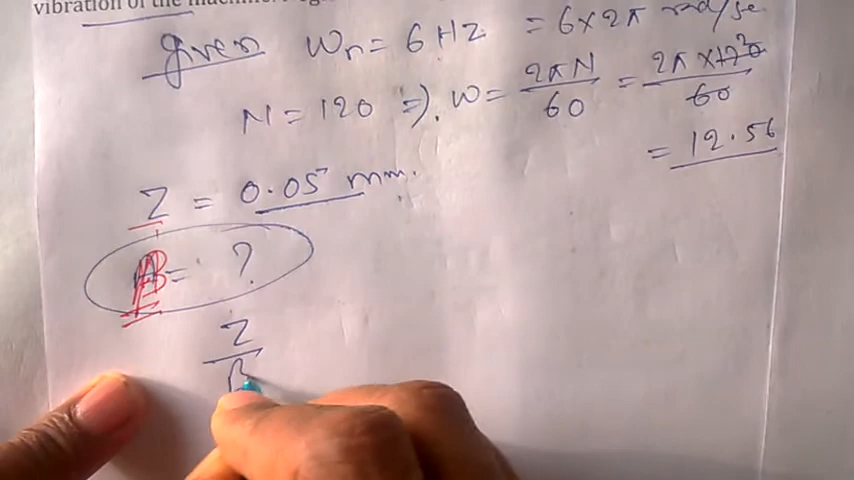 vibration of the machine.
Given Wn = 6 Hz = 6 x 2π rad/se
N = 120 => . W = 2πN/60 = 2π x 120/60
= 12.56
Z = 0.05 mm.
B = ?
Z/B